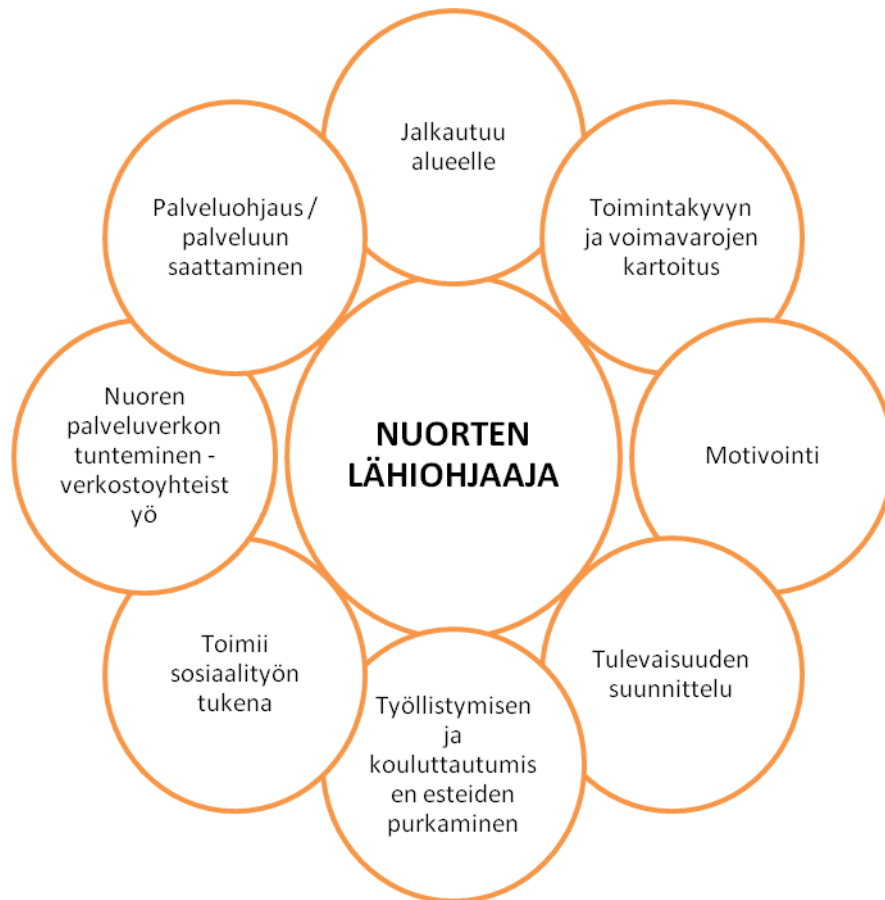 Jalkautuu
alueelle
Toimintakyvyn
ja voimavarojen
kartoitus
Motivointi
Tulevaisuuden
suunnittelu
Työllistymisen
ja
kouluttautumis
en esteiden
purkaminen
Toimii
sosiaalityön
tukena
Nuoren
palveluverkon
tunteminen -
verkostoyhteist
yö
Palveluohjaus /
palveluun
saattaminen
NUORTEN
LÄHIOHJAAJA